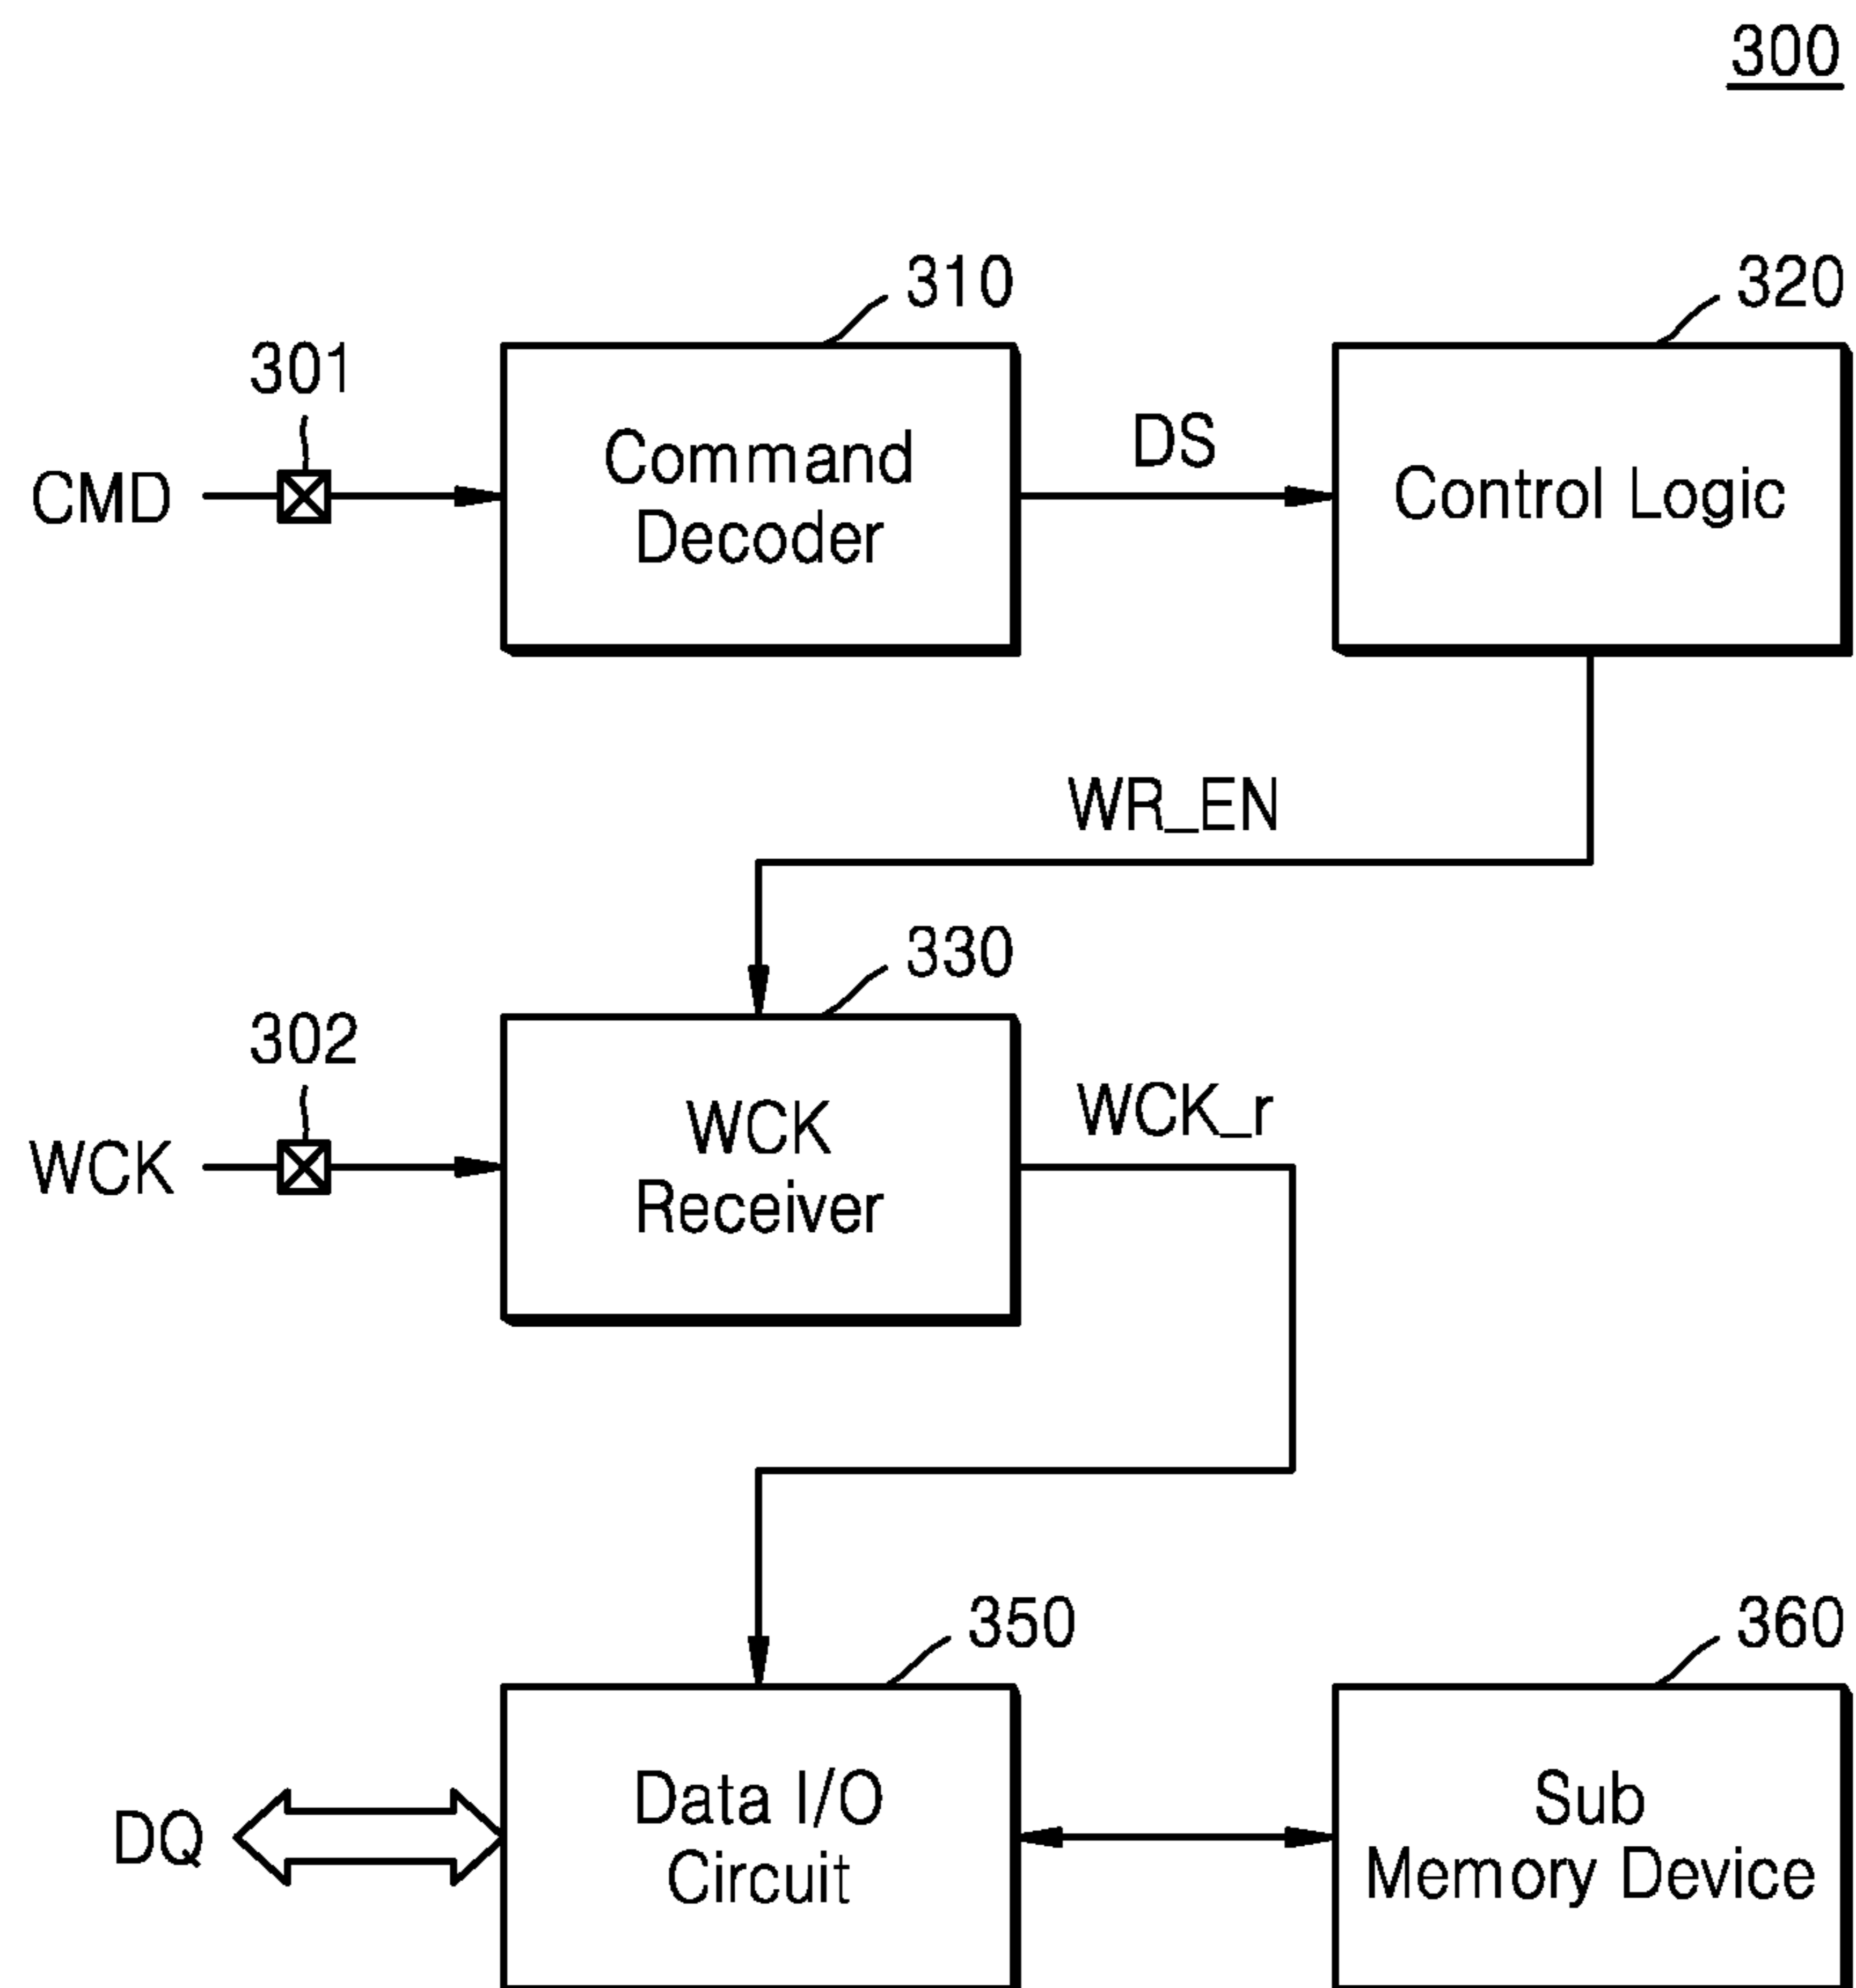 300
310
320
301
CMD
Command
Decoder
DS
Control Logic
WR_EN
330
302
WCK
WCK
Receiver
WCK_r
350
360
DQ
Data I/O
Circuit
Sub
Memory Device